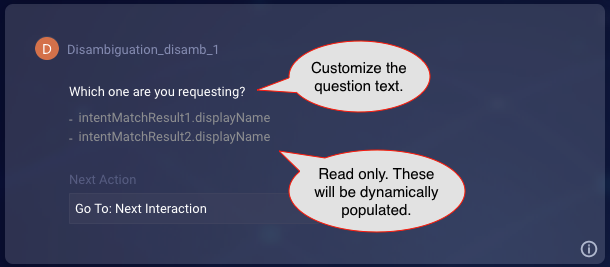 D Disambiguation_disamb_1
Customize the
question text.
Which one are you requesting?
- intentMatchResult1.displayName
- intentMatchResult2.displayName
Read only. These
will be dynamically
populated.
Next Action
Go To: Next Interaction